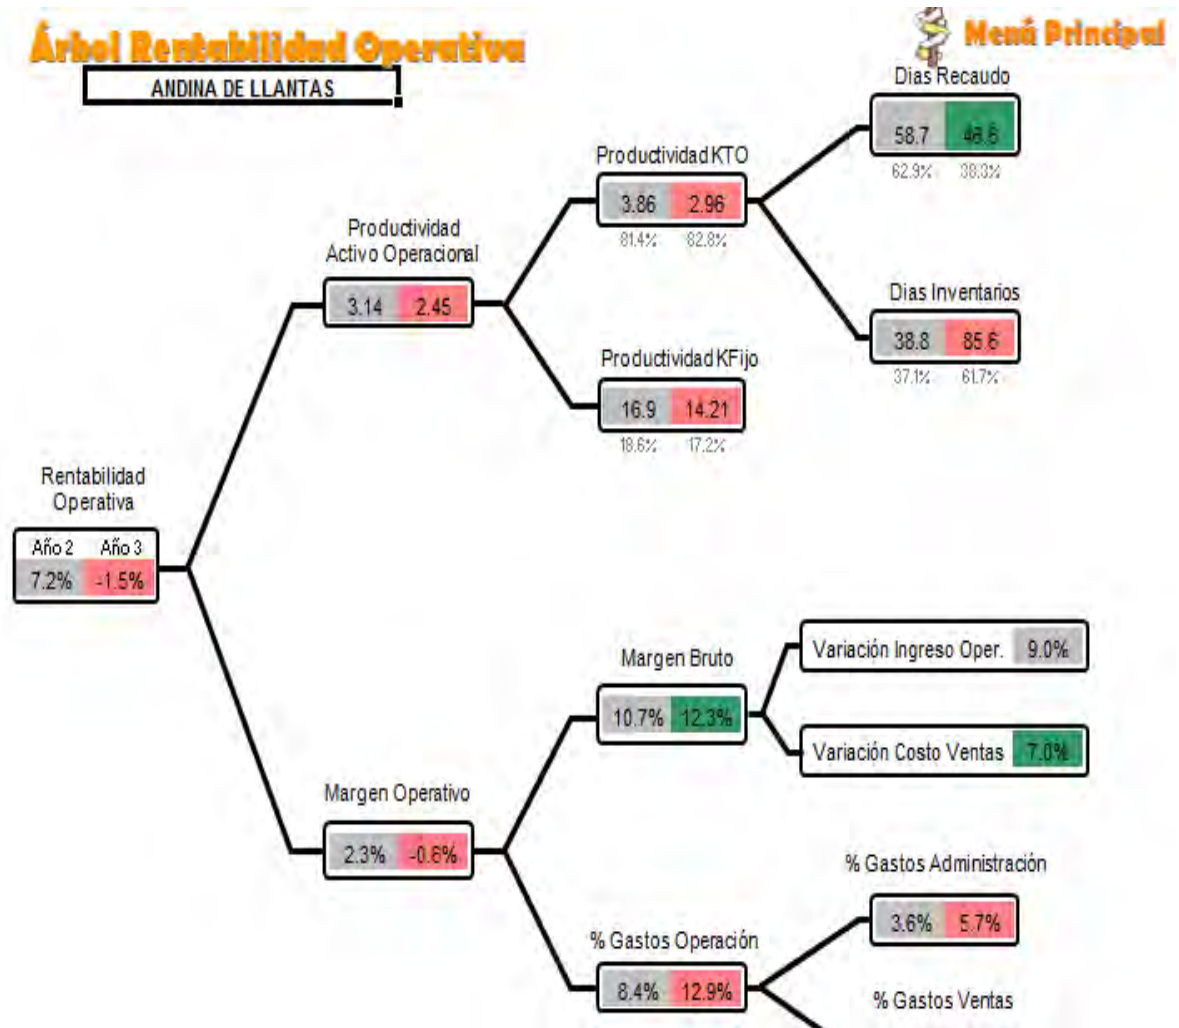 Árbol Rentabilidad Operativa
Menú Principal
ANDINA DE LLANTAS
Dias Recaudo
58.7 46.6
62.9% 38.3%
Productividad KTO
3.86 2.96
81.4% 82.8%
Productividad
Activo Operacional
3.14 2.45
Dias Inventarios
38.8 85.6
37.1% 61.7%
Productividad KFijo
16.9 14.21
18.6% 17.2%
Rentabilidad
Operativa
Año 2 Año 3
7.2% -1.5%
Margen Bruto
10.7% 12.3%
Variación Ingreso Oper. 9.0%
Variación Costo Ventas 7.0%
Margen Operativo
2.3% -0.6%
% Gastos Administración
3.6% 5.7%
% Gastos Operación
8.4% 12.9%
% Gastos Ventas